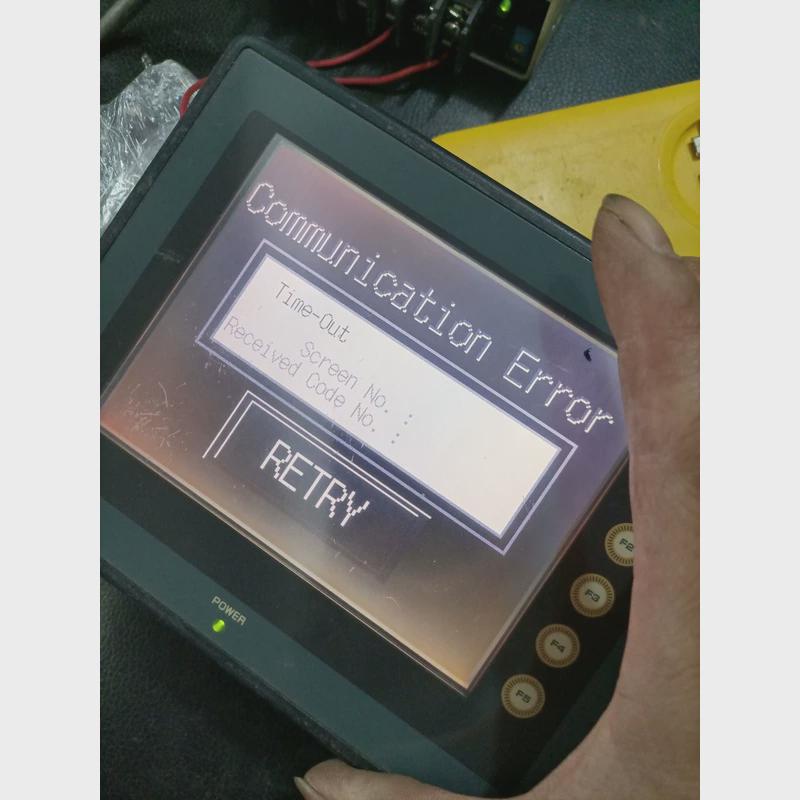 Communication Error
Time-Out
Screen No. :
Received Code No. :
RETRY
POWER
F2
F3
F4
F5